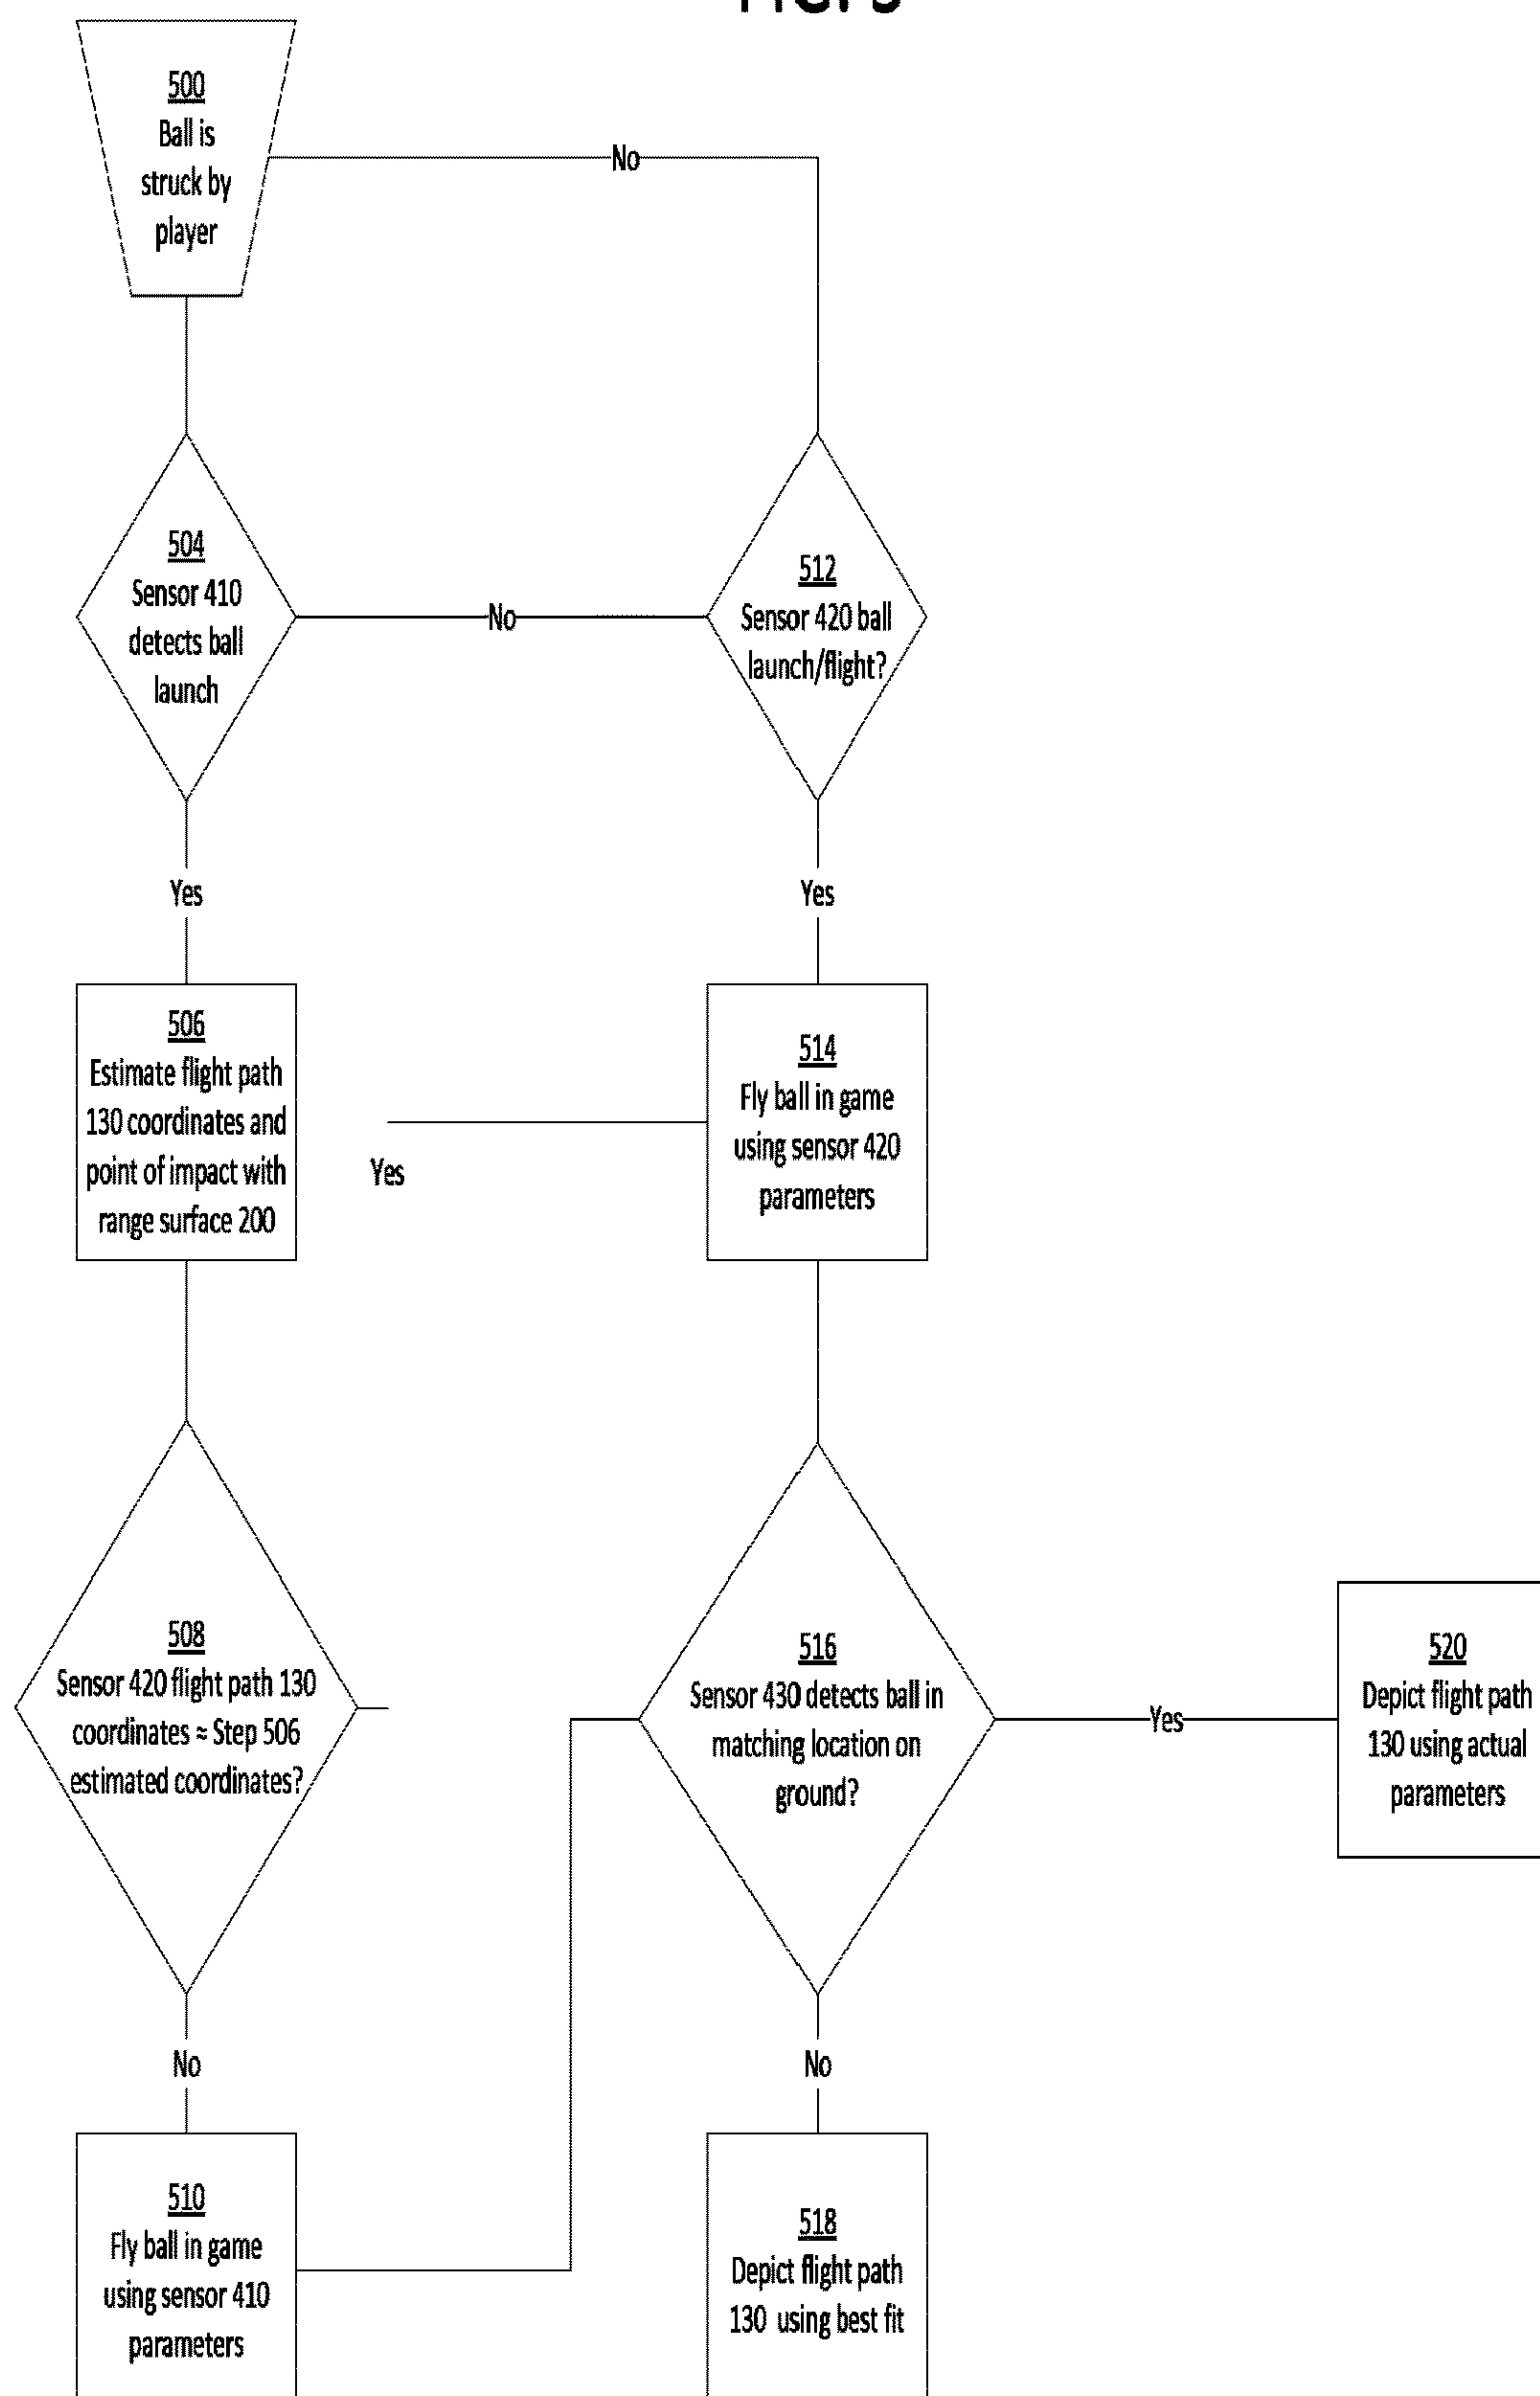 500
Ball is
struck by
player
No
504
Sensor 410
detects ball
launch
No
512
Sensor 420 ball
launch/flight?
Yes
Yes
506
Estimate flight path
130 coordinates and
point of impact with
range surface 200
Yes
514
Fly ball in game
using sensor 420
parameters
508
Sensor 420 flight path 130
coordinates ≈ Step 506
estimated coordinates?
516
Sensor 430 detects ball in
matching location on
ground?
Yes
520
Depict flight path
130 using actual
parameters
No
No
510
Fly ball in game
using sensor 410
parameters
518
Depict flight path
130 using best fit